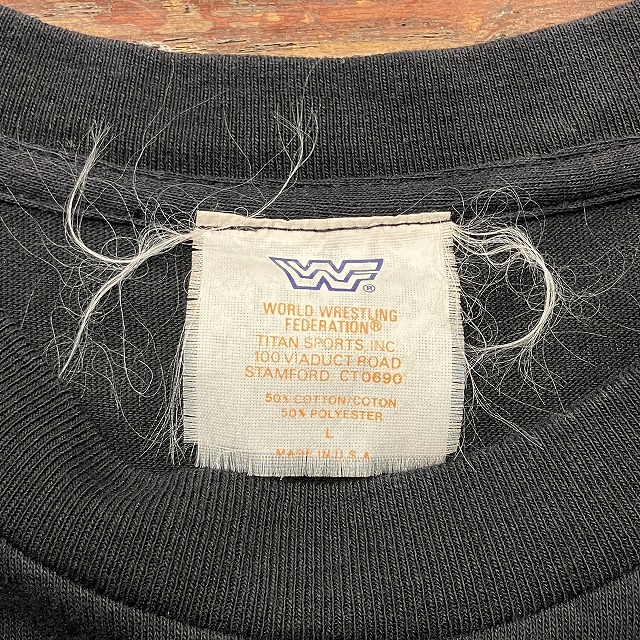 WF®
WORLD WRESTLING
FEDERATION®
TITAN SPORTS, INC.
100 VIADUCT ROAD
STAMFORD, CT 0690
50% COTTON/COTON
50% POLYESTER
L
MADE IN U.S.A.